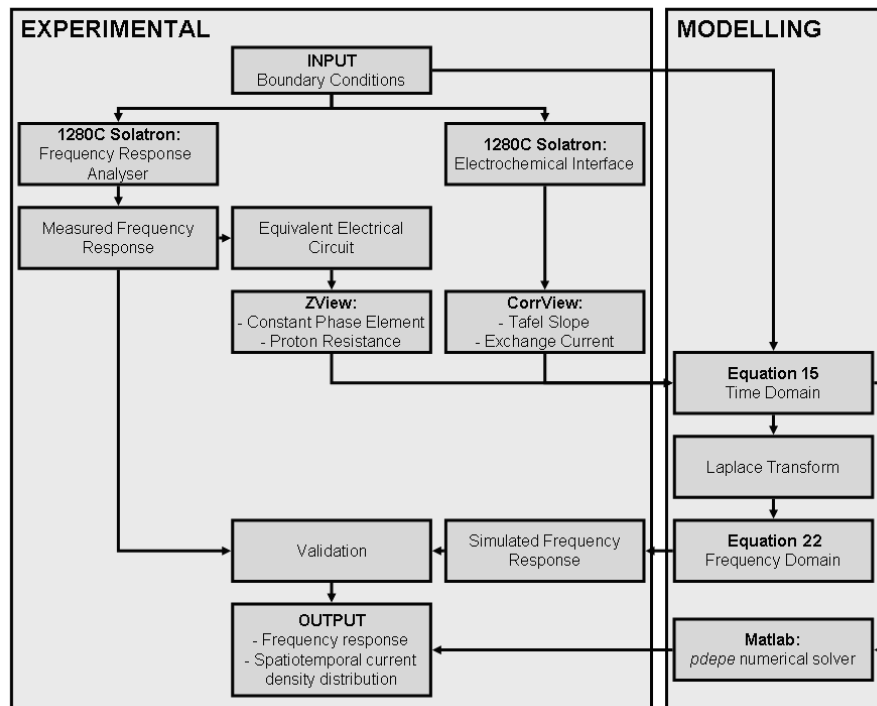 EXPERIMENTAL
MODELLING
INPUT
Boundary Conditions
1280C Solatron:
Frequency Response
Analyser
1280C Solatron:
Electrochemical Interface
Measured Frequency
Response
Equivalent Electrical
Circuit
ZView:
- Constant Phase Element
- Proton Resistance
CorrView:
- Tafel Slope
- Exchange Current
Equation 15
Time Domain
Laplace Transform
Validation
Simulated Frequency
Response
Equation 22
Frequency Domain
OUTPUT
- Frequency response
- Spatiotemporal current
density distribution
Matlab:
pdepe numerical solver